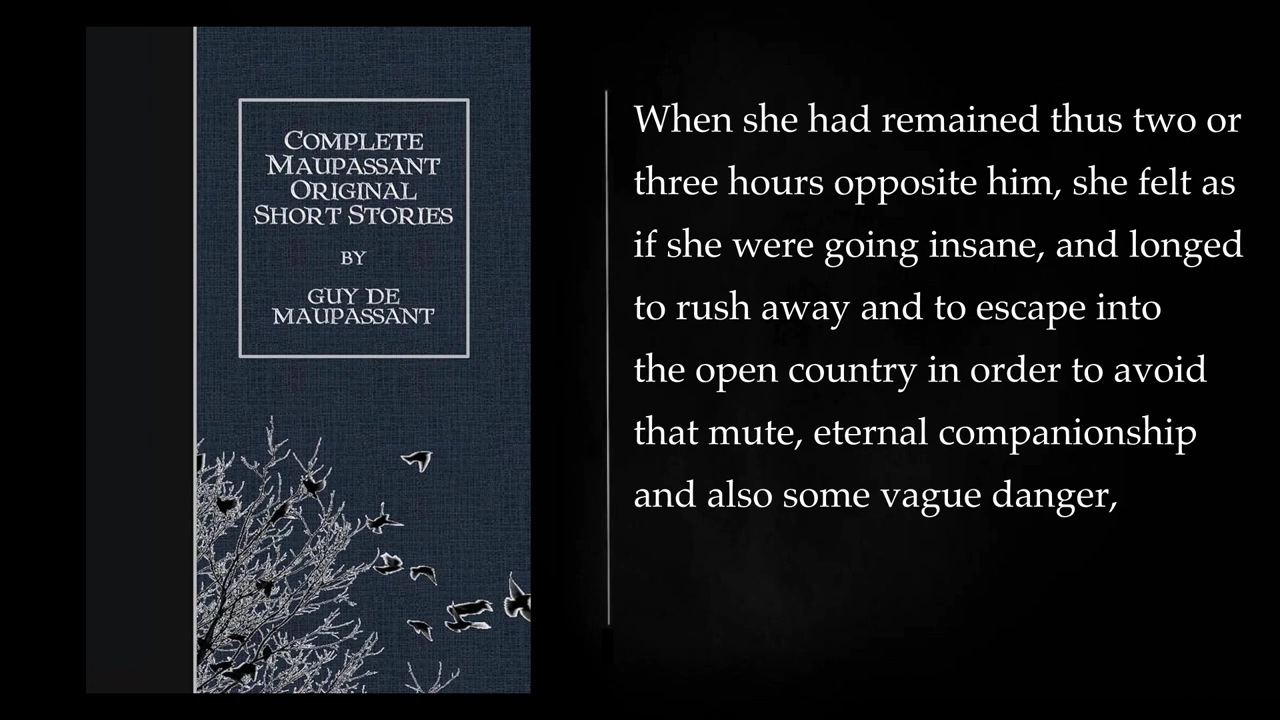 COMPLETE
MAUPASSANT
ORIGINAL
SHORT STORIES
BY
GUY DE
MAUPASSANT
When she had remained thus two or
three hours opposite him, she felt as
if she were going insane, and longed
to rush away and to escape into
the open country in order to avoid
that mute, eternal companionship
and also some vague danger,